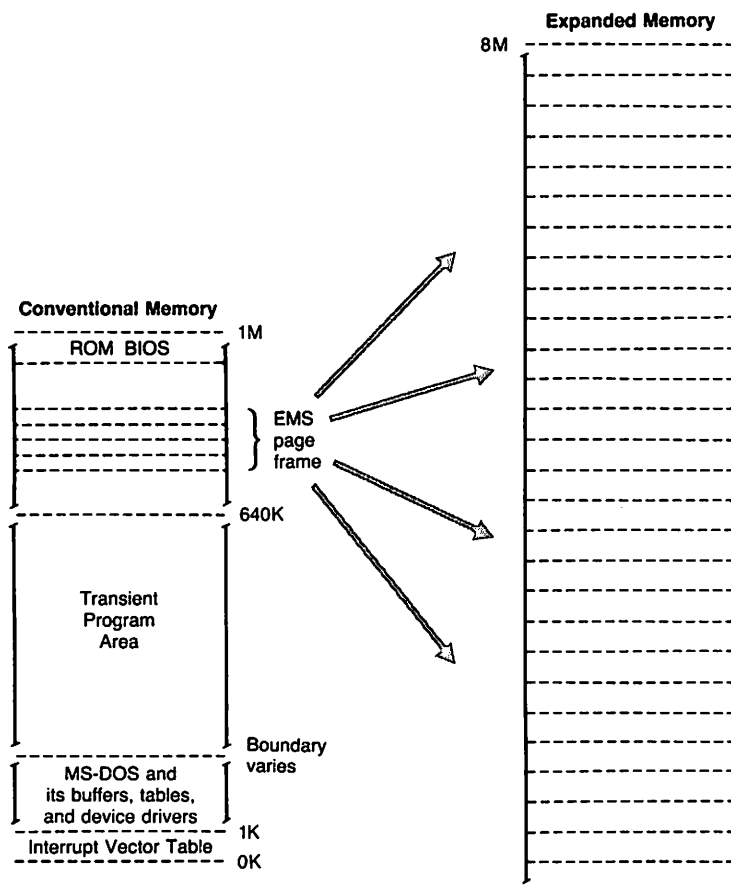 Expanded Memory
8M
Conventional Memory
1M
ROM BIOS
EMS
page
frame
640K
Transient
Program
Area
Boundary
varies
MS-DOS and
its buffers, tables,
and device drivers
1K
Interrupt Vector Table
0K